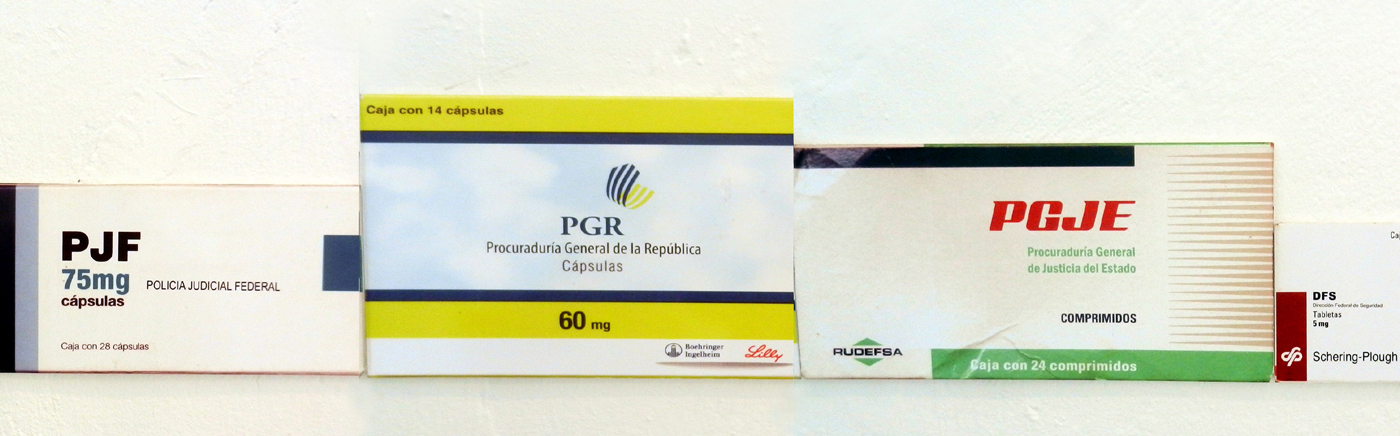 PJF
75mg
cápsulas
POLICIA JUDICIAL FEDERAL
Caja con 28 cápsulas
Caja con 14 cápsulas
PGR
Procuraduría General de la República
Cápsulas
60 mg
Boehringer
Ingelheim
Lilly
PGJE
Procuraduría General
de Justicia del Estado
COMPRIMIDOS
RUDEFSA
Caja con 24 comprimidos
DFS
Dirección Federal de Seguridad
Tabletas
5 mg
Schering-Plough